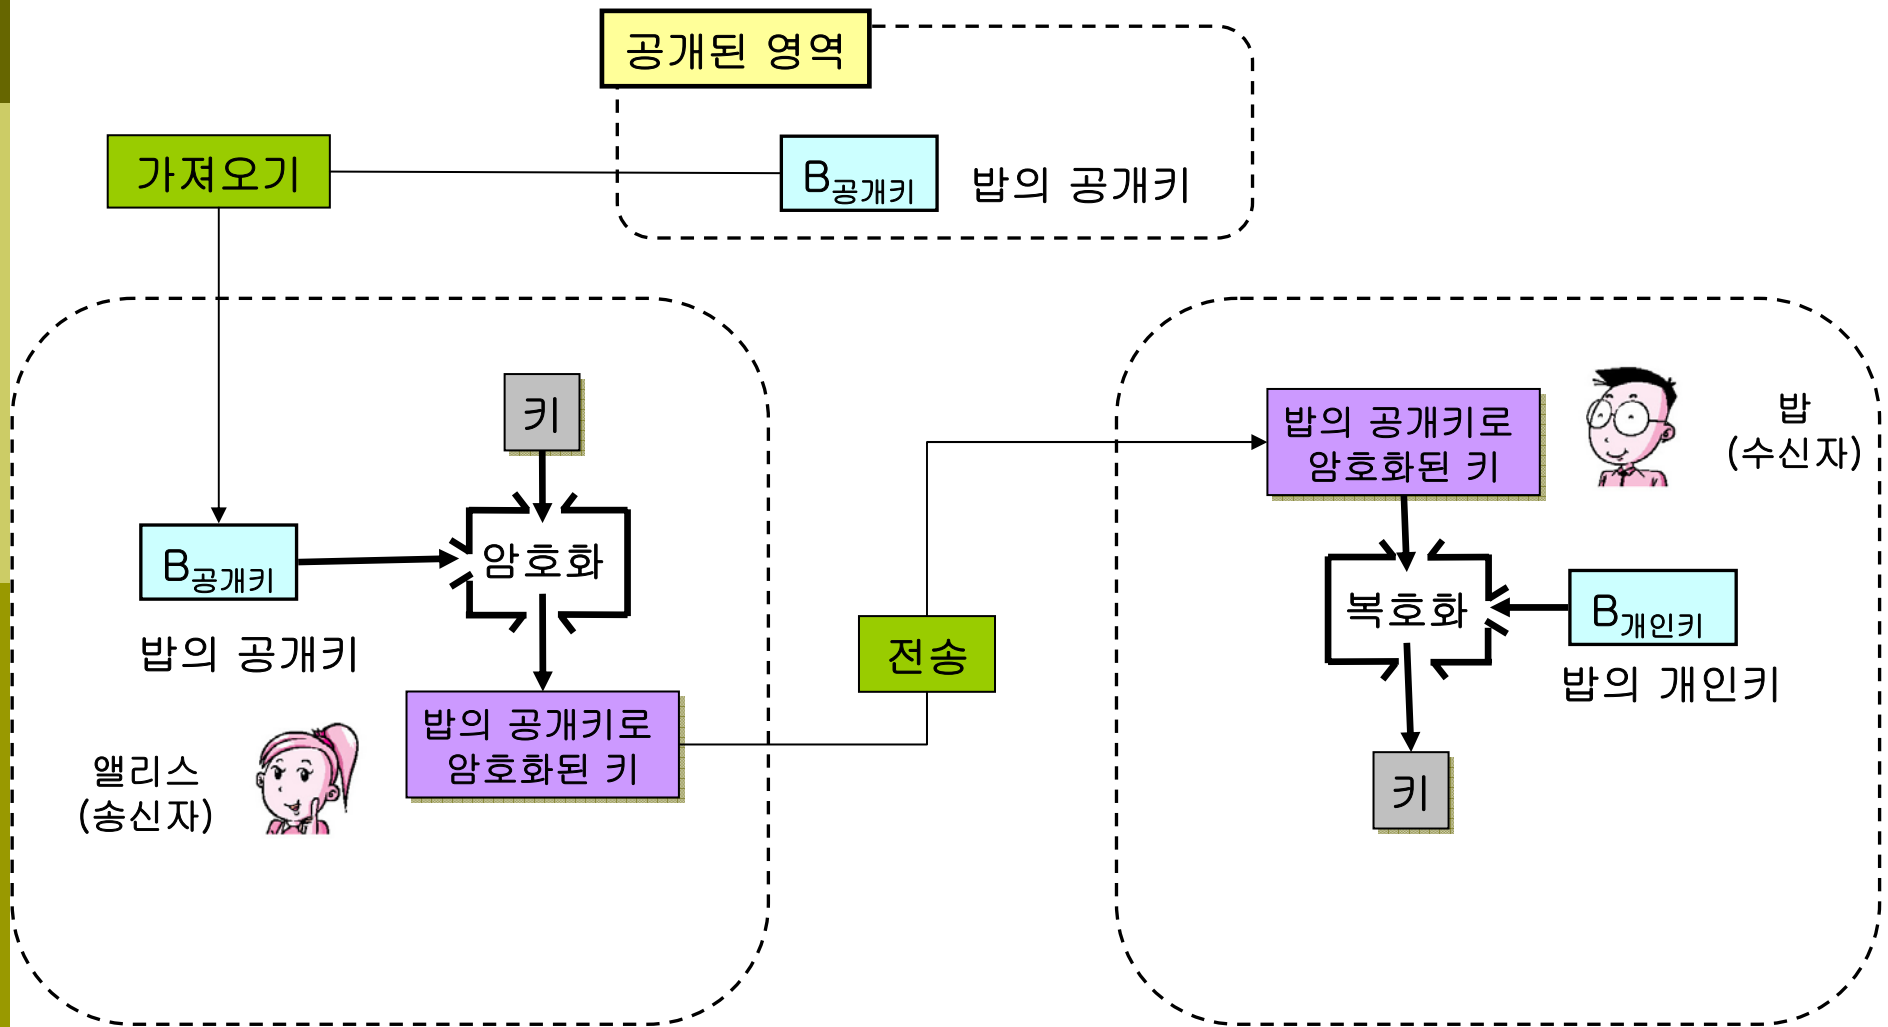 공개된 영역
가져오기
B공개키
밥의 공개키
키
암호화
B공개키
밥의 공개키
밥의 공개키로
암호화된 키
앨리스
(송신자)
전송
밥의 공개키로
암호화된 키
밥
(수신자)
복호화
B개인키
밥의 개인키
키